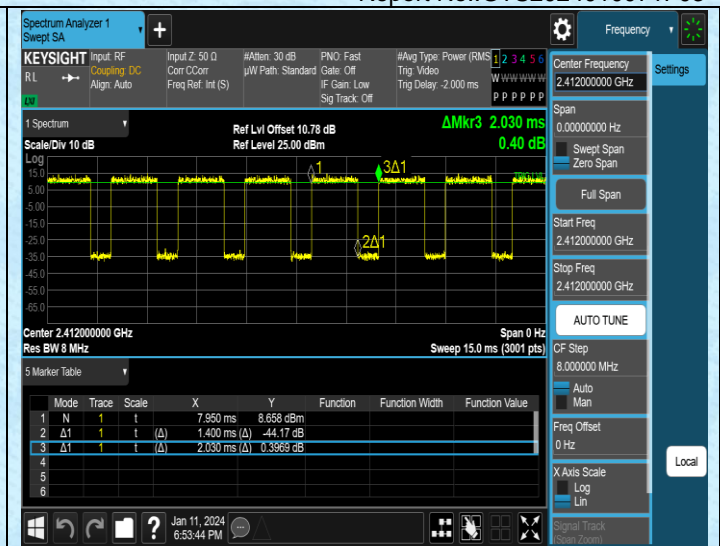 Spectrum Analyzer 1
Swept SA
+
Frequency
KEYSIGHT
RL
LXI
Input: RF
Coupling: DC
Align: Auto
Input Z: 50 Ω
Corr CCorr
Freq Ref: Int (S)
#Atten: 30 dB
µW Path: Standard
PNO: Fast
Gate: Off
IF Gain: Low
Sig Track: Off
#Avg Type: Power (RMS
Trig: Video
Trig Delay: -2.000 ms
1 2 3 4 5 6
W W W W W W
P P P P P P
1 Spectrum
Scale/Div 10 dB
Ref Lvl Offset 10.78 dB
Ref Level 25.00 dBm
ΔMkr3 2.030 ms
0.40 dB
Log
15.0
5.00
-5.00
-15.0
-25.0
-35.0
-45.0
-55.0
-65.0
1
3Δ1
2Δ1
Center 2.412000000 GHz
Res BW 8 MHz
Span 0 Hz
Sweep 15.0 ms (3001 pts)
5 Marker Table
Mode Trace Scale X Y Function Function Width Function Value
1 N 1 t 7.950 ms 8.658 dBm
2 Δ1 1 t (Δ) 1.400 ms (Δ) -44.17 dB
3 Δ1 1 t (Δ) 2.030 ms (Δ) 0.3969 dB
4
5
6
?
Jan 11, 2024
6:53:44 PM
Center Frequency
2.412000000 GHz
Span
0.00000000 Hz
Swept Span
Zero Span
Full Span
Start Freq
2.412000000 GHz
Stop Freq
2.412000000 GHz
AUTO TUNE
CF Step
8.000000 MHz
Auto
Man
Freq Offset
0 Hz
X Axis Scale
Log
Lin
Signal Track
(Span Zoom)
Settings
Local